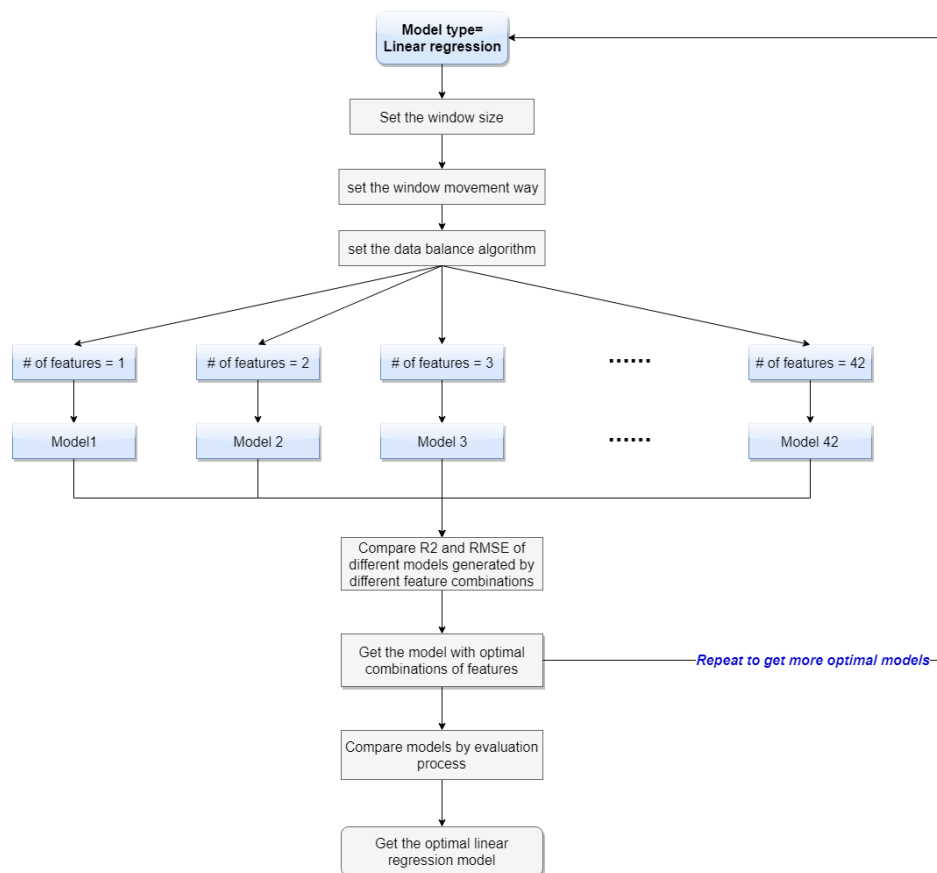 Model type=
Linear regression
Set the window size
set the window movement way
set the data balance algorithm
# of features = 1
# of features = 2
# of features = 3
......
# of features = 42
Model1
Model 2
Model 3
......
Model 42
Compare R2 and RMSE of
different models generated by
different feature combinations
Get the model with optimal
combinations of features
Repeat to get more optimal models
Compare models by evaluation
process
Get the optimal linear
regression model